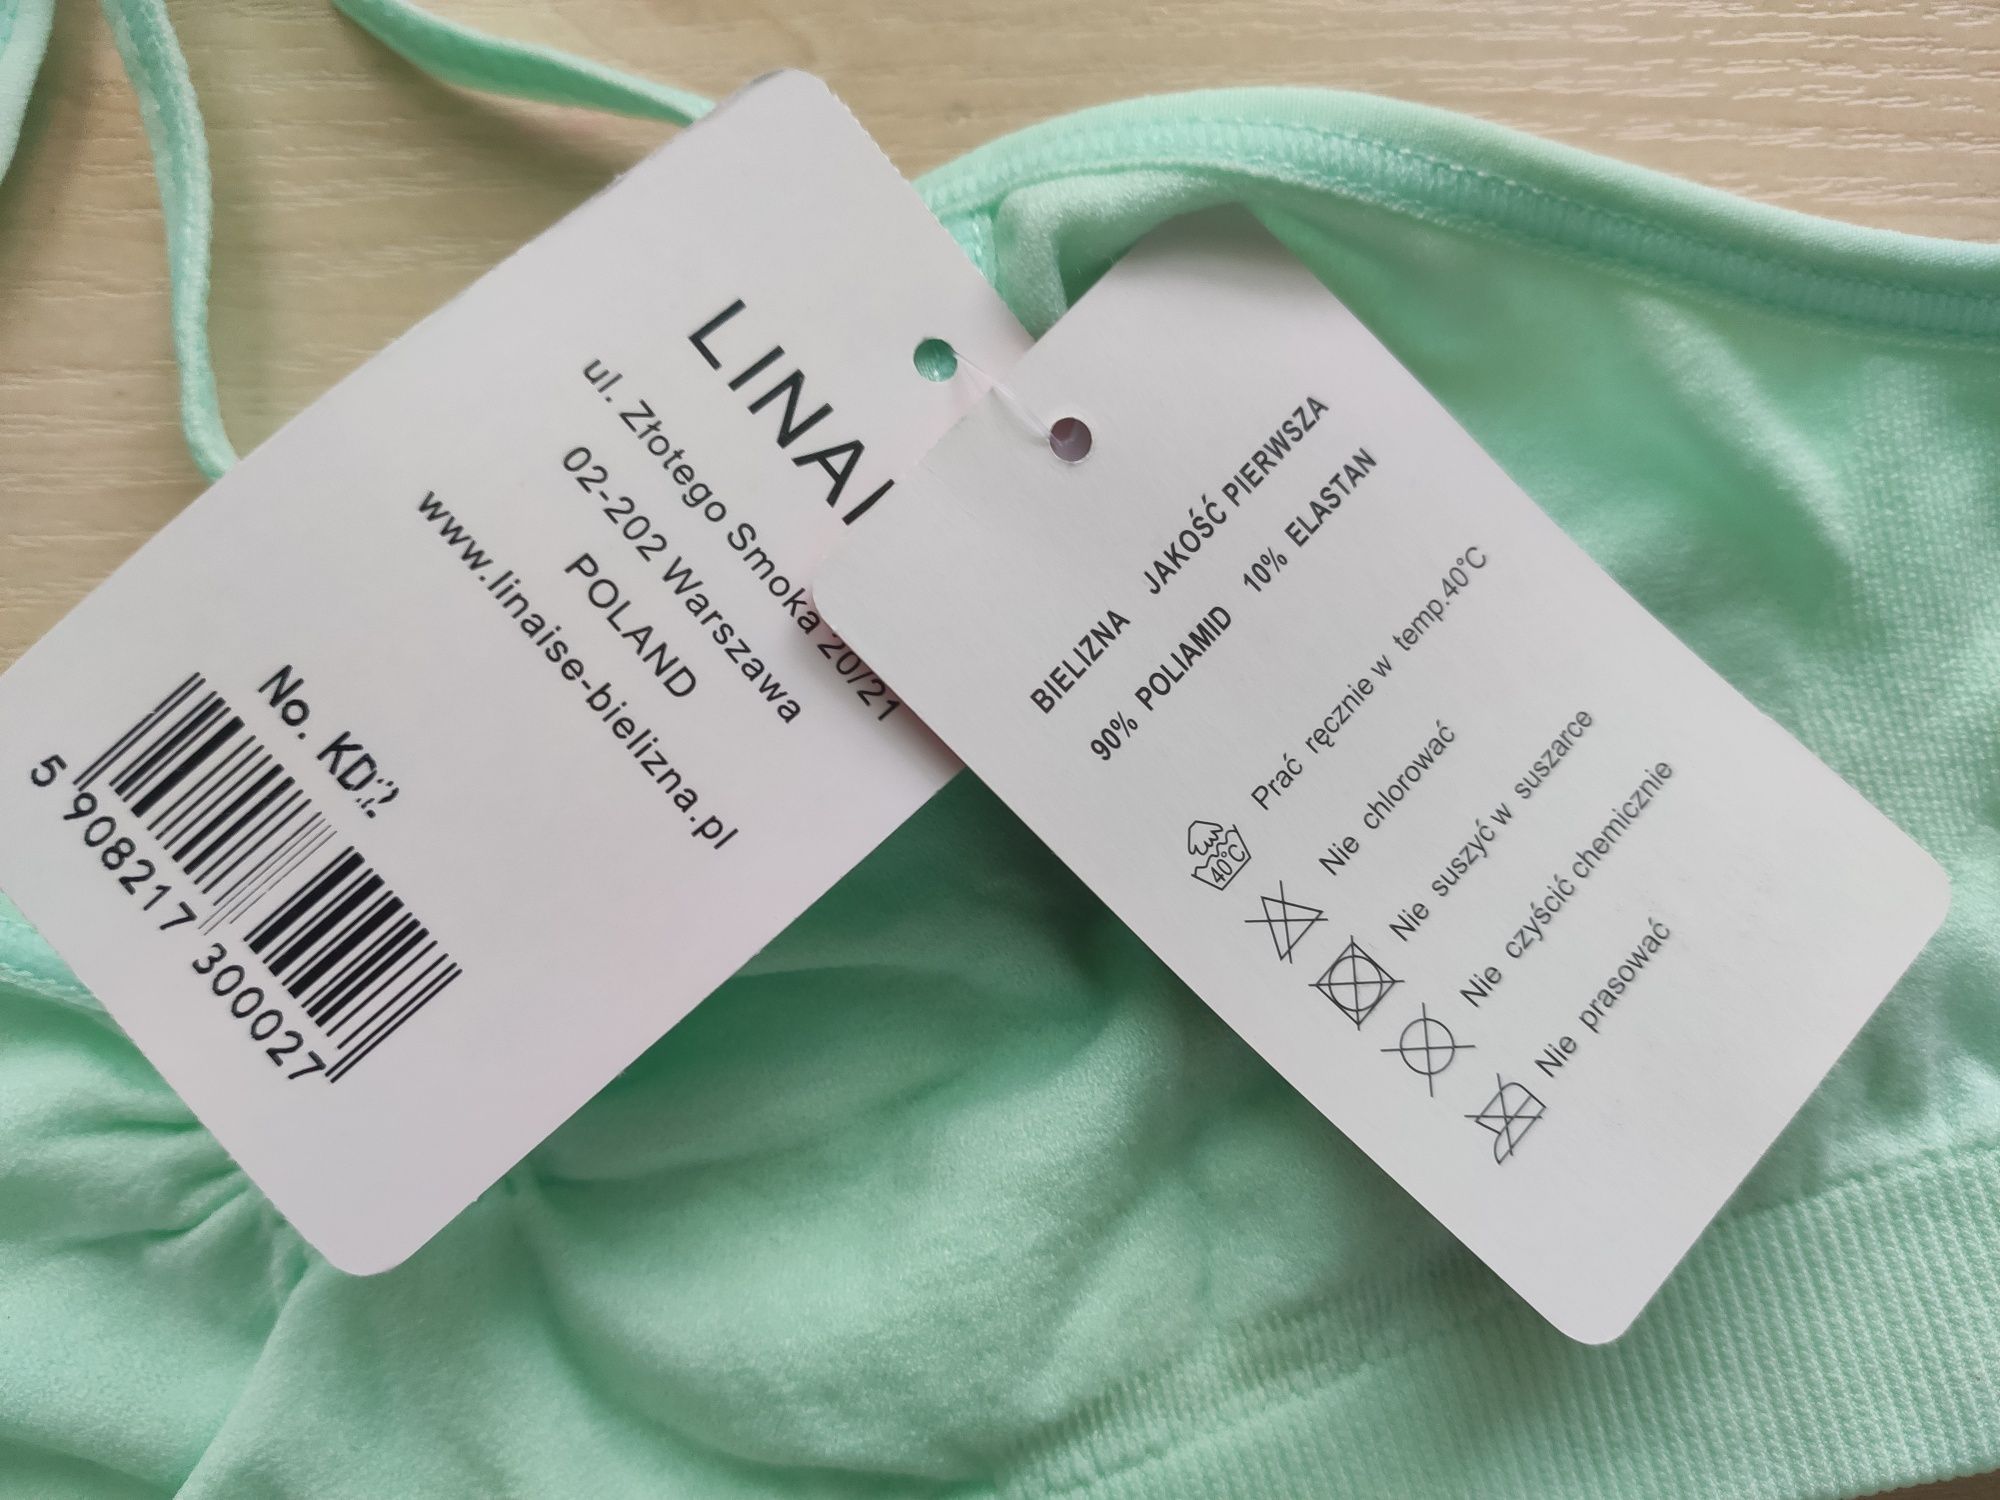 LINAI
ul. Złotego Smoka 20/21
02-202 Warszawa
POLAND
www.linaise-bielizna.pl
No. KD2
5 908217 300027
BIELIZNA JAKOŚĆ PIERWSZA
90% POLIAMID 10% ELASTAN
40°C Prać ręcznie w temp.40°C
Nie chlorować
Nie suszyć w suszarce
Nie czyścić chemicznie
Nie prasować